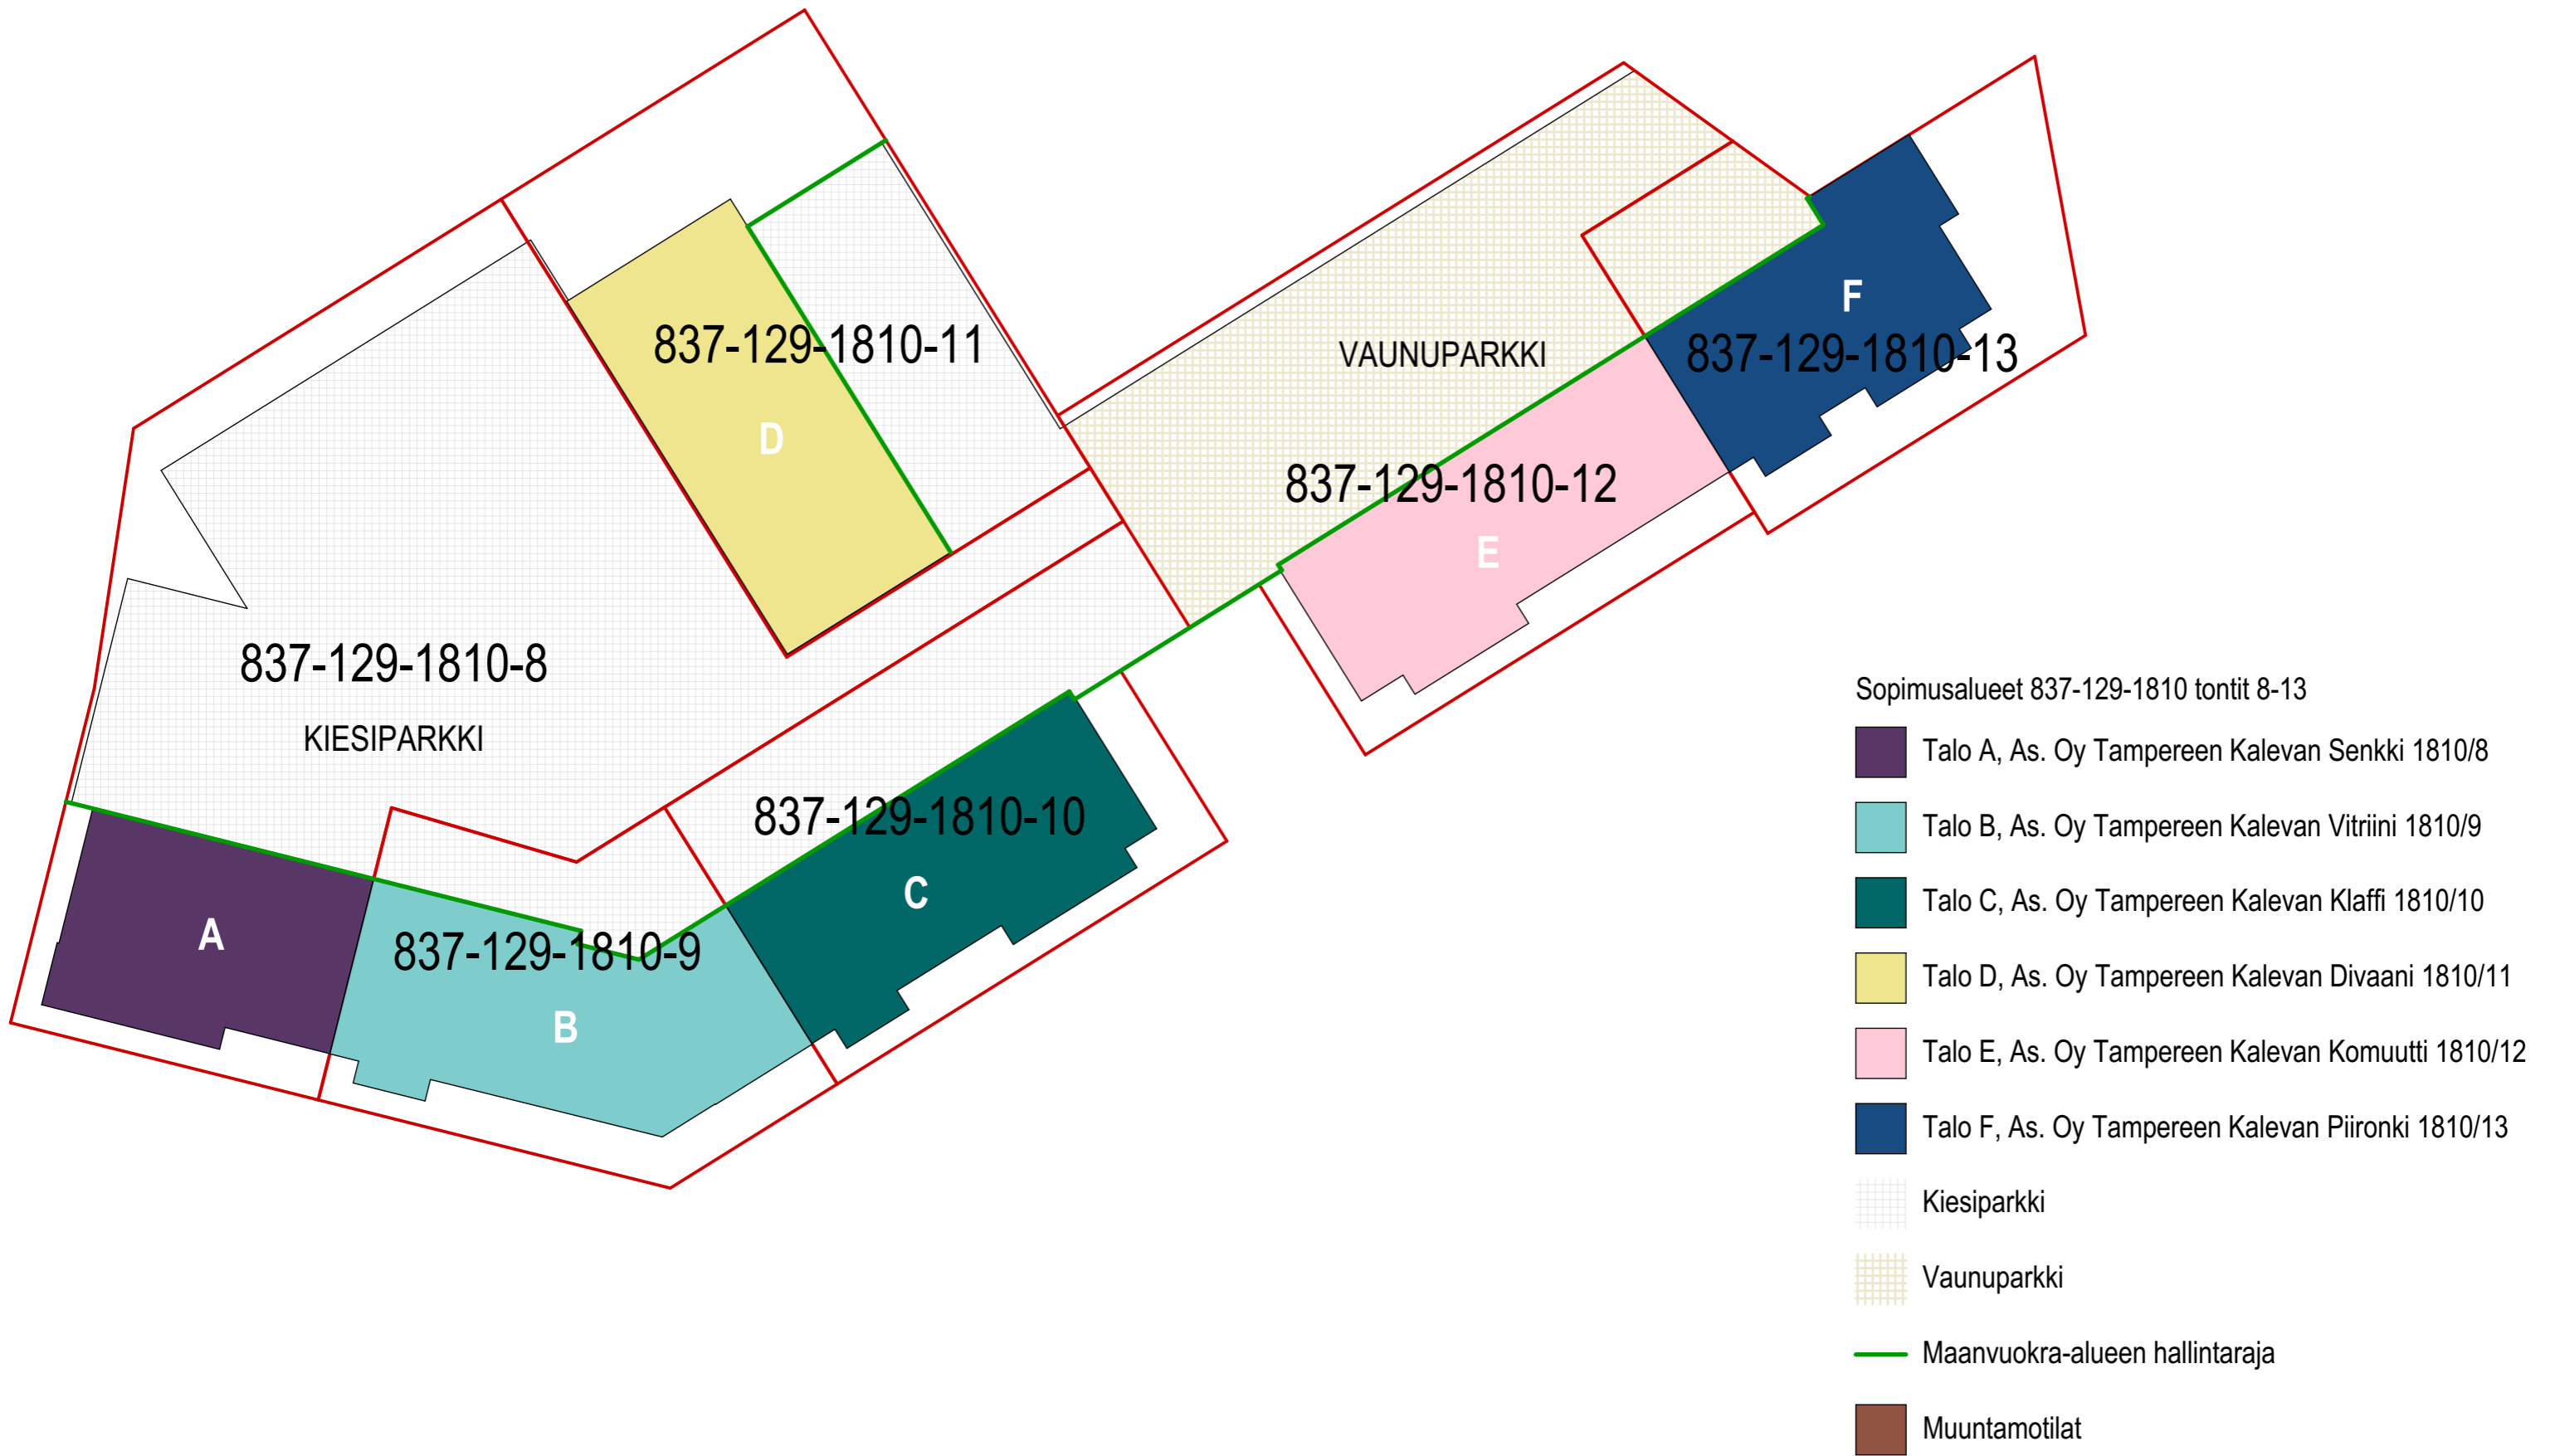 837-129-1810-11
D
VAUNUPARKKI
F
837-129-1810-13
837-129-1810-12
E
837-129-1810-8
KIESIPARKKI
837-129-1810-10
C
A
837-129-1810-9
B
Sopimusalueet 837-129-1810 tontit 8-13
Talo A, As. Oy Tampereen Kalevan Senkki 1810/8
Talo B, As. Oy Tampereen Kalevan Vitriini 1810/9
Talo C, As. Oy Tampereen Kalevan Klaffi 1810/10
Talo D, As. Oy Tampereen Kalevan Divaani 1810/11
Talo E, As. Oy Tampereen Kalevan Komuutti 1810/12
Talo F, As. Oy Tampereen Kalevan Piironki 1810/13
Kiesiparkki
Vaunuparkki
Maanvuokra-alueen hallintaraja
Muuntamotilat